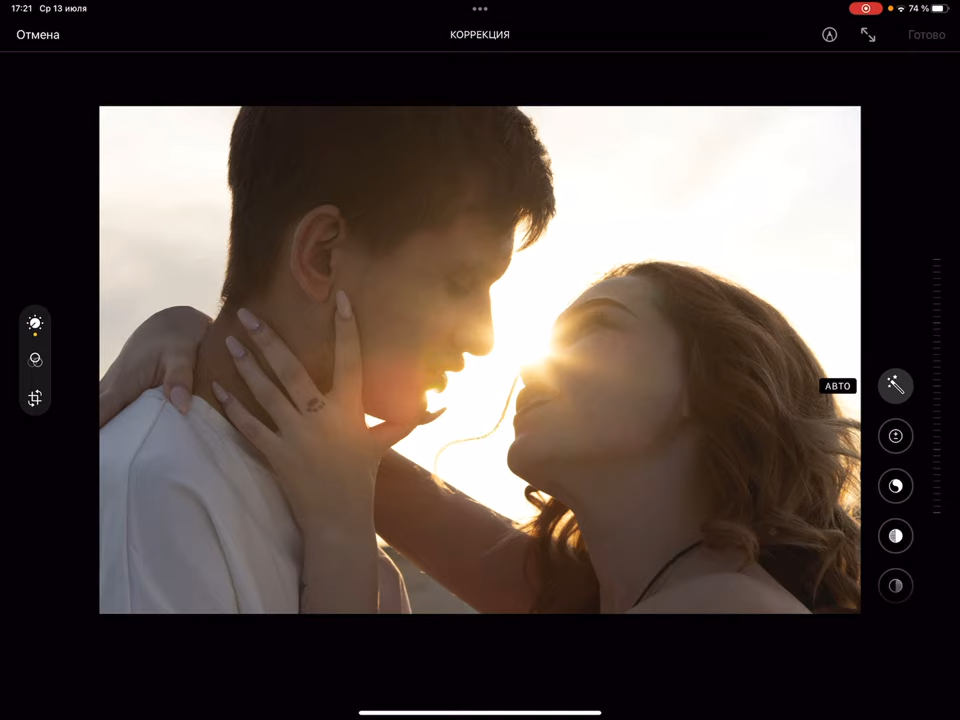 17:21 Ср 13 июля
74 %
Отмена
КОРРЕКЦИЯ
Готово
АВТО